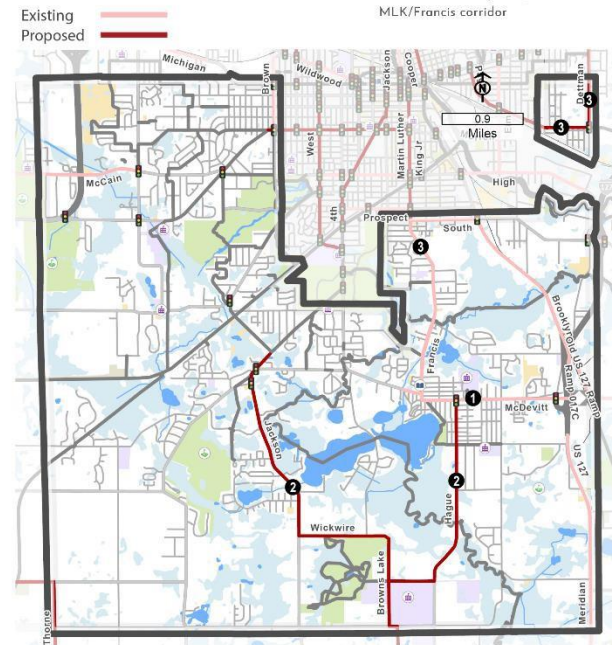 Existing
MLK/Francis corridor
Proposed
Michigan
Wildwood
Brown
Jackson
Cooper
Dettman
N
3
0.9
Miles
3
West
Martin Luther
King Jr
4th
McCain
High
Prospect
South
3
Brooklyn
Francis
US 127 Ramp
Ramp 017C
1
McDevitt
Jackson
US 127
2
2
Hague
Wickwire
Browns Lake
Meridian
Thorne